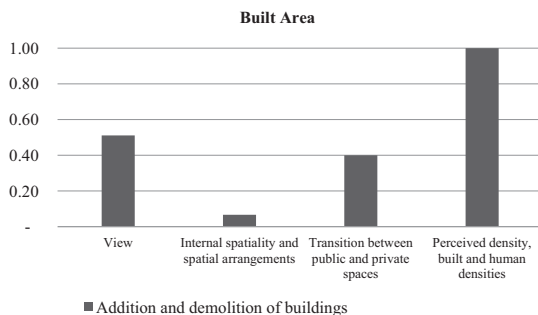 Built Area
1.00
0.80
0.60
0.40
0.20
-
View
Internal spatiality and
spatial arrangements
Transition between
public and private
spaces
Perceived density,
built and human
densities
Addition and demolition of buildings